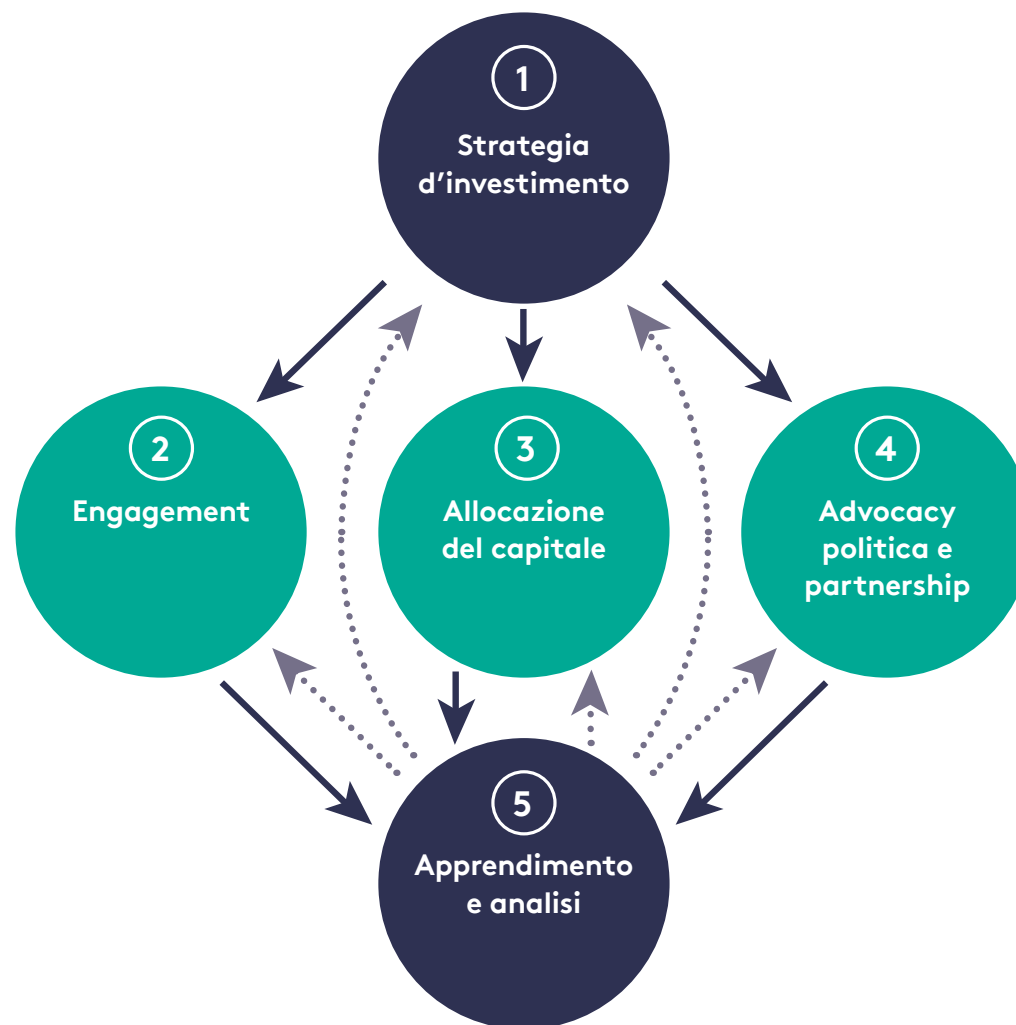 1
Strategia
d’investimento
2
Engagement
3
Allocazione
del capitale
4
Advocacy
politica e
partnership
5
Apprendimento
e analisi